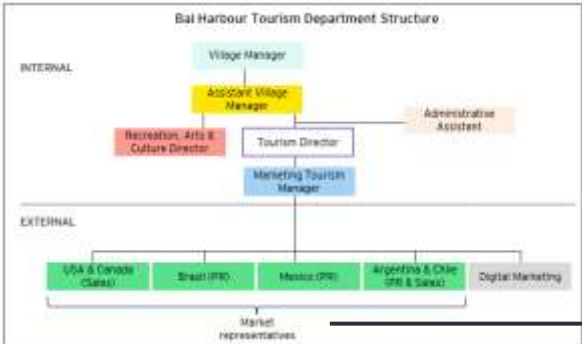 Bal Harbour Tourism Department Structure
INTERNAL
Village Manager
Assistant Village
Manager
Administrative
Assistant
Recreation, Arts &
Culture Director
Tourism Director
Marketing Tourism
Manager
EXTERNAL
USA & Canada
(Sales)
Brazil (PR)
Mexico (PR)
Argentina & Chile
(PR & Sales)
Digital Marketing
Market
representatives